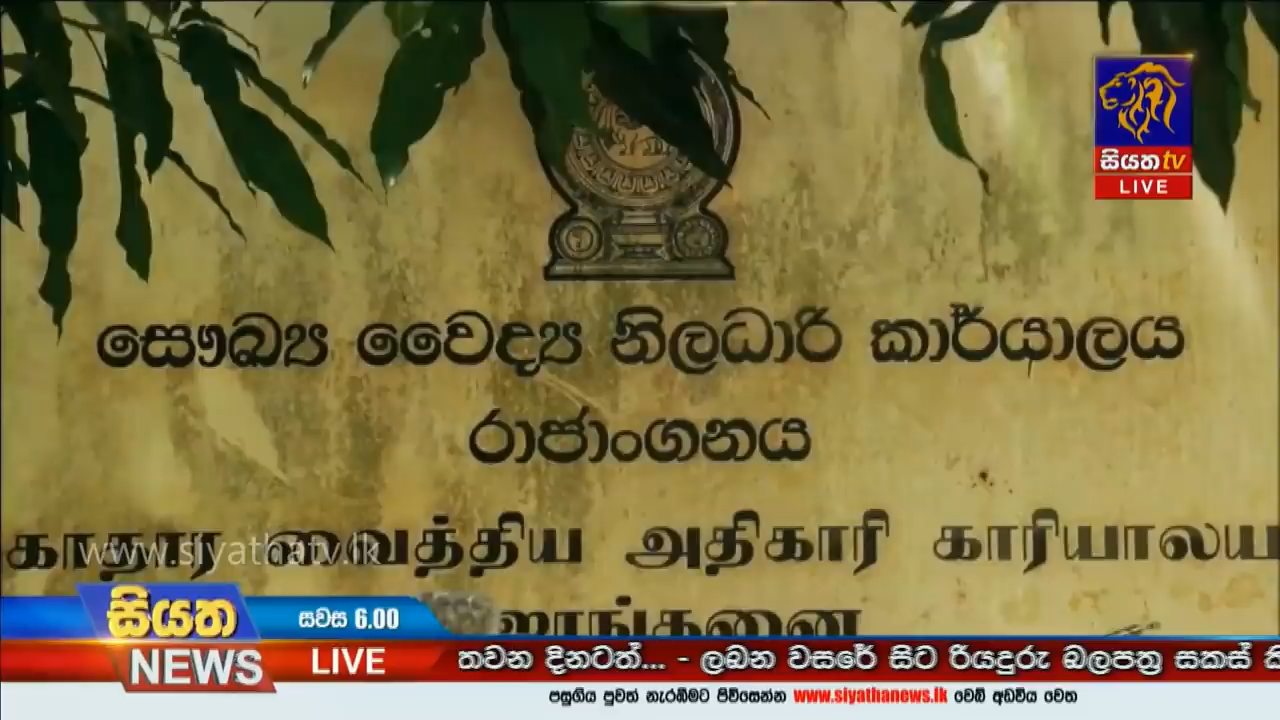 සියත tv
LIVE
සෞඛ්‍ය වෛද්‍ය නිලධාරි කාර්යාලය
රාජාංගනය
வைத்திய அதிகாரி காரியாலய
www.siyathatv.lk
සියත
සවස 6.00
NEWS
LIVE
තවන දිනටත්... - ලබන වසරේ සිට රියදුරු බලපත්‍ර සකස්
පසුගිය පුවත් නැරඹීමට පිවිසෙන්න www.siyathanews.lk වෙබ් අඩවිය වෙත